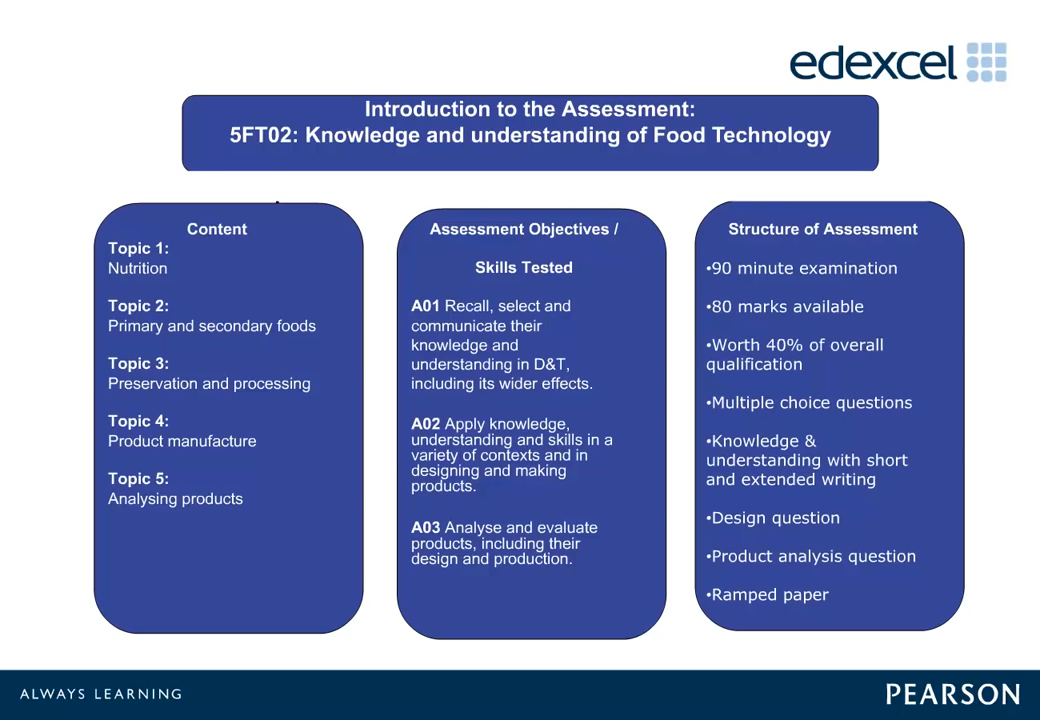 edexcel
Introduction to the Assessment:
5FT02: Knowledge and understanding of Food Technology
Content
Topic 1:
Nutrition
Topic 2:
Primary and secondary foods
Topic 3:
Preservation and processing
Topic 4:
Product manufacture
Topic 5:
Analysing products
Assessment Objectives /
Skills Tested
A01 Recall, select and
communicate their
knowledge and
understanding in D&T,
including its wider effects.
A02 Apply knowledge,
understanding and skills in a
variety of contexts and in
designing and making
products.
A03 Analyse and evaluate
products, including their
design and production.
Structure of Assessment
•90 minute examination
•80 marks available
•Worth 40% of overall
qualification
•Multiple choice questions
•Knowledge &
understanding with short
and extended writing
•Design question
•Product analysis question
•Ramped paper
ALWAYS LEARNING
PEARSON